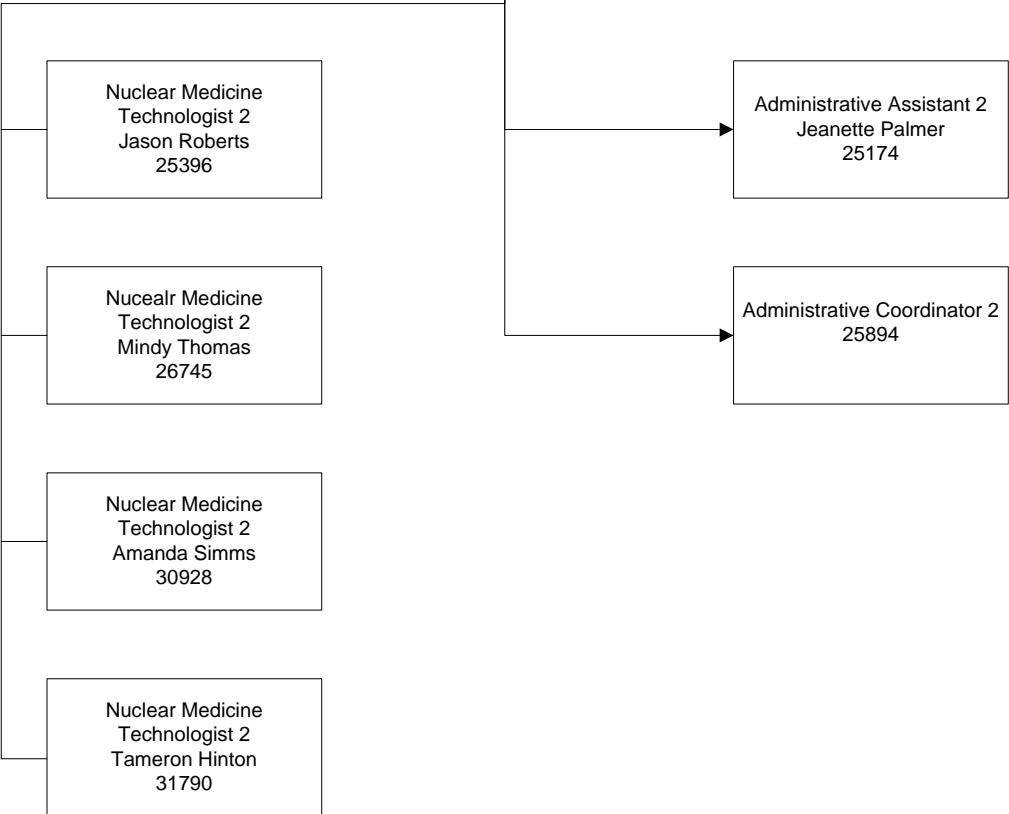 Nuclear Medicine
Technologist 2
Jason Roberts
25396
Administrative Assistant 2
Jeanette Palmer
25174
Nucealr Medicine
Technologist 2
Mindy Thomas
26745
Administrative Coordinator 2
25894
Nuclear Medicine
Technologist 2
Amanda Simms
30928
Nuclear Medicine
Technologist 2
Tameron Hinton
31790